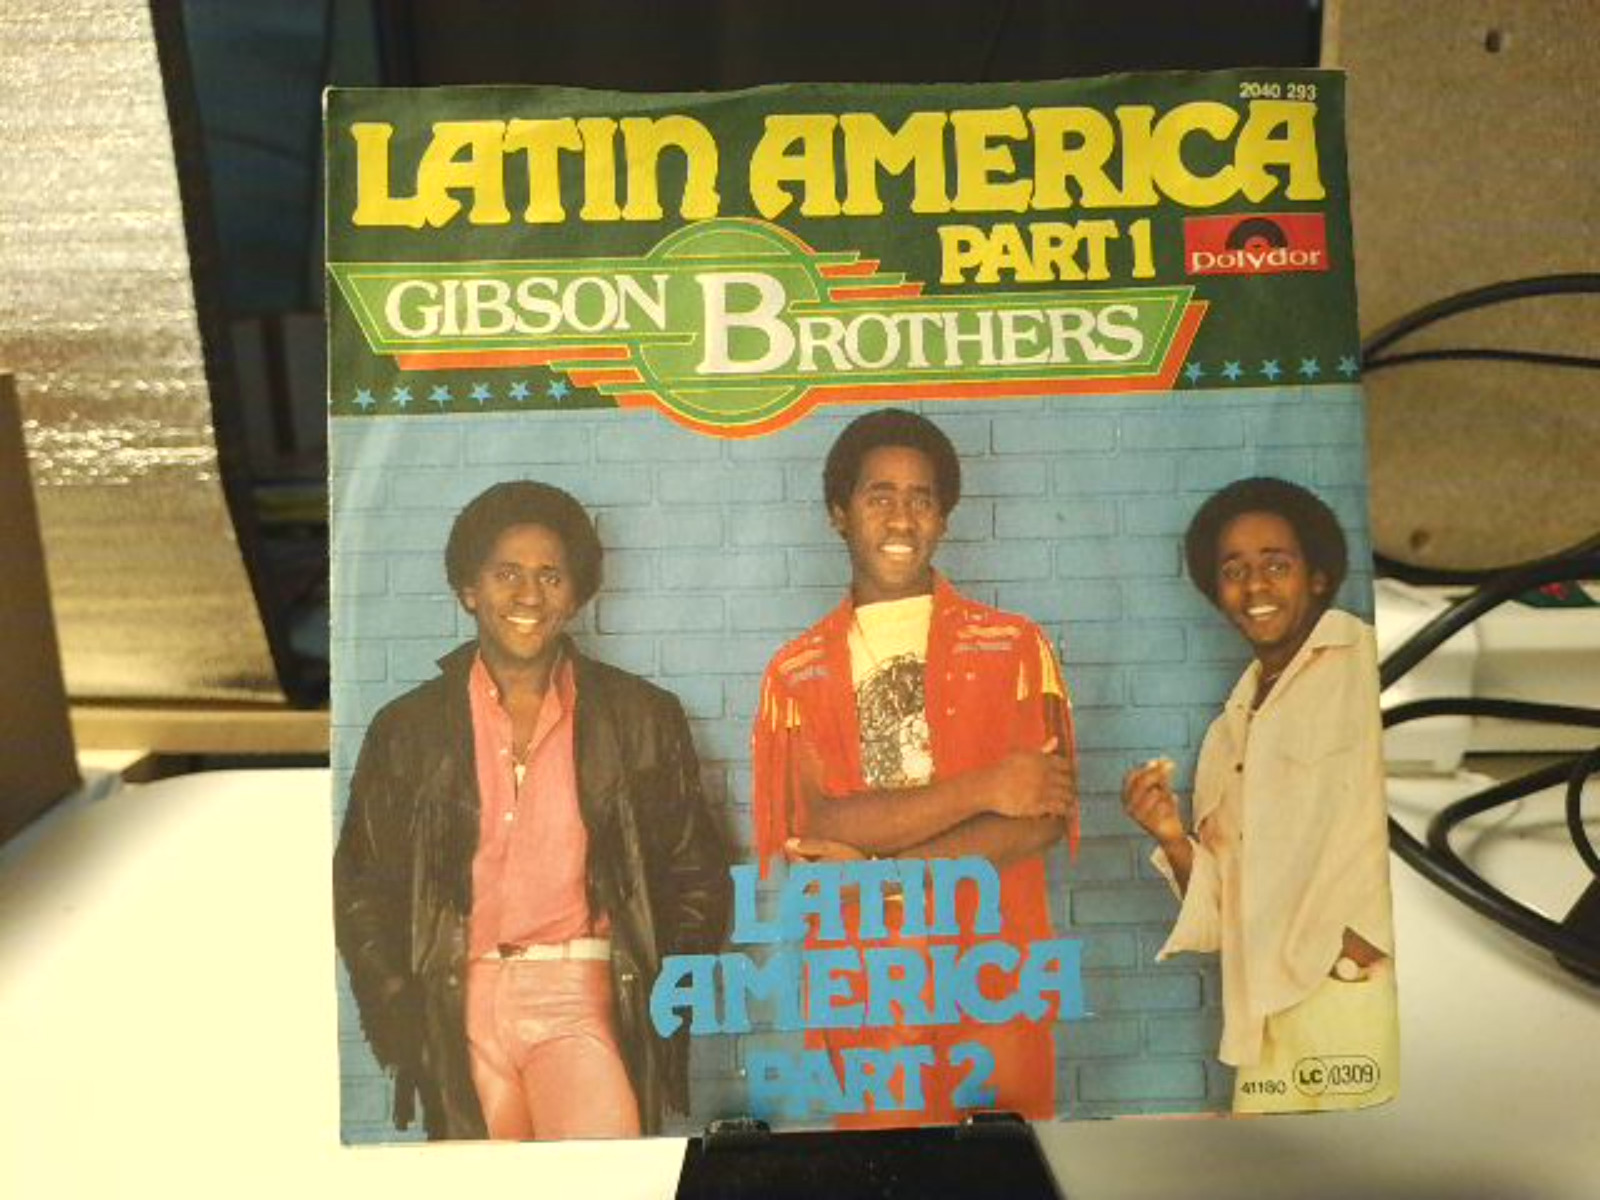 2040 293
LATIN AMERICA
PART 1
polydor
GIBSON BROTHERS
LATIN
AMERICA
PART 2
41180 LC 0309